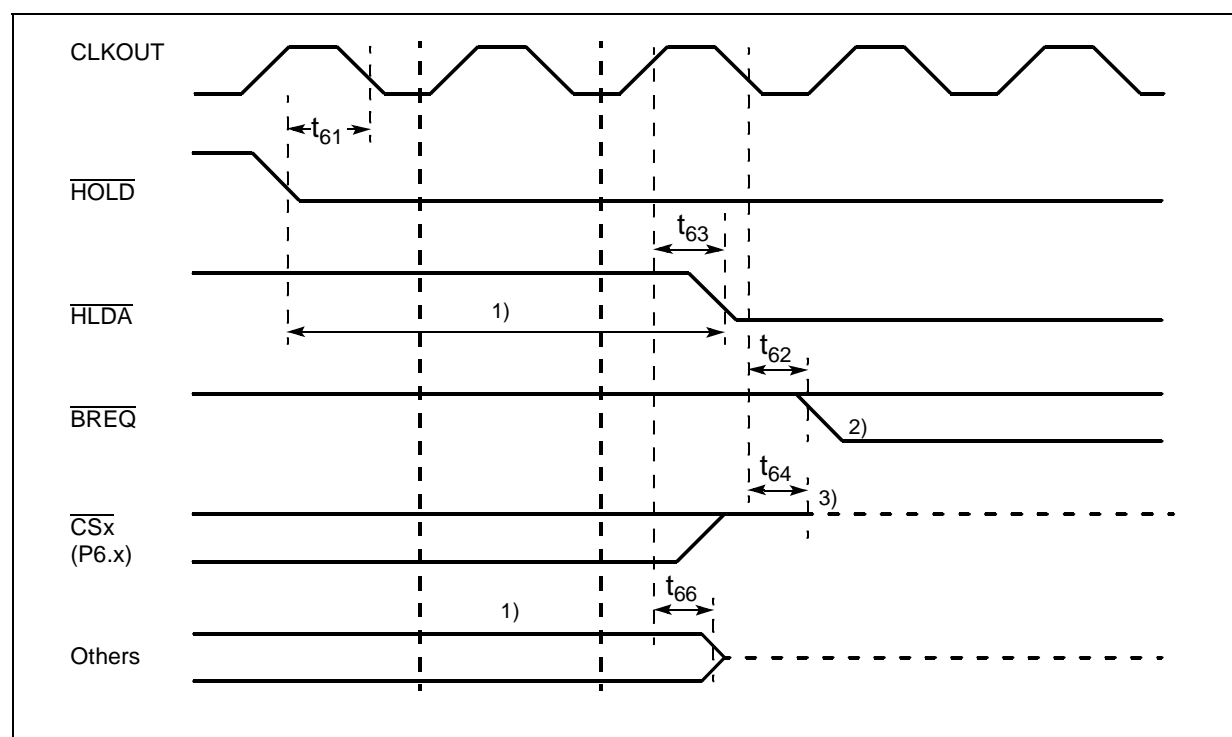 CLKOUT
t61
HOLD
t63
HLDA
1)
t62
BREQ
2)
t64
3)
CSx
(P6.x)
t66
1)
Others